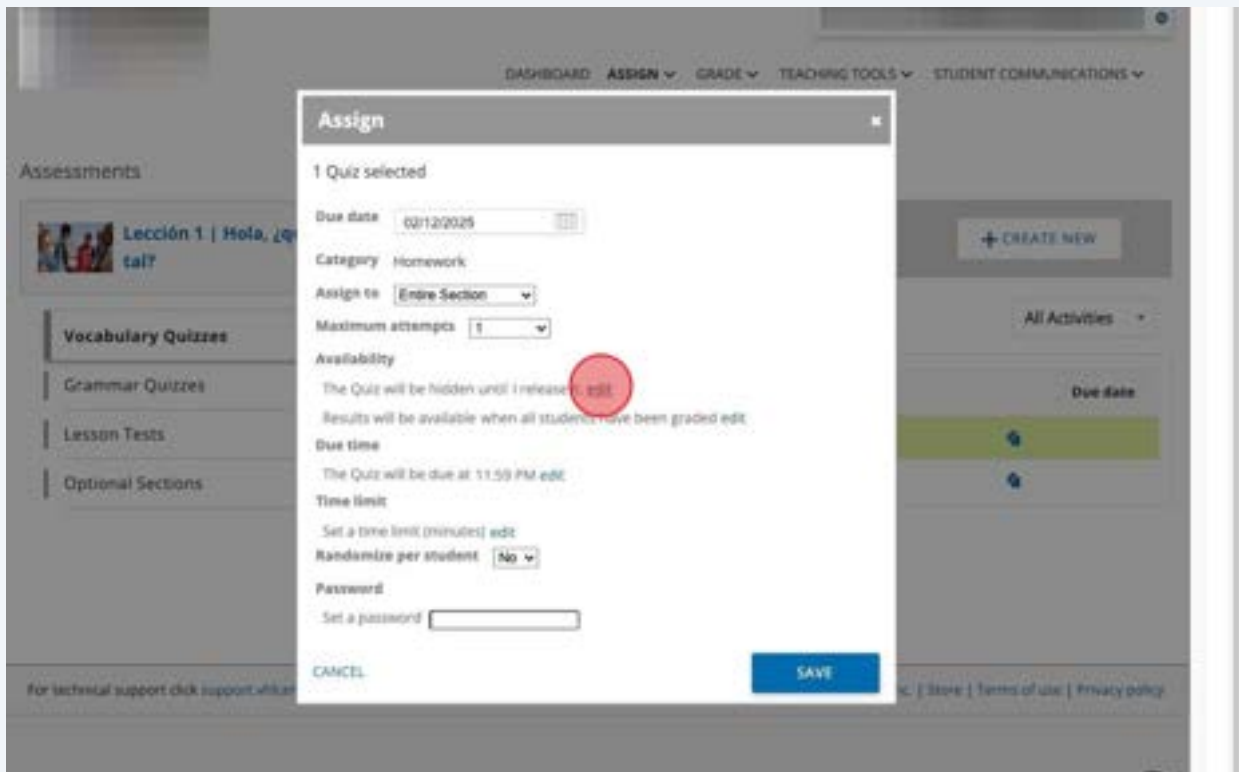 DASHBOARD ASSIGN GRADE TEACHING TOOLS STUDENT COMMUNICATIONS
Assign
Assessments
1 Quiz selected
Due date 02/12/2025
Lección 1 | Hola, ¿qu
tal?
+ CREATE NEW
Category Homework
Assign to Entire Section
Maximum attempts 1
All Activities
Vocabulary Quizzes
Availability
The Quiz will be hidden until I release it. edit
Grammar Quizzes
Due date
Results will be available when all students have been graded edit
Lesson Tests
Due time
The Quiz will be due at 11:59 PM edit
Optional Sections
Time limit
Set a time limit (minutes) edit
Randomize per student No
Password
Set a password
CANCEL
SAVE
For technical support click
| Store | Terms of use | Privacy policy